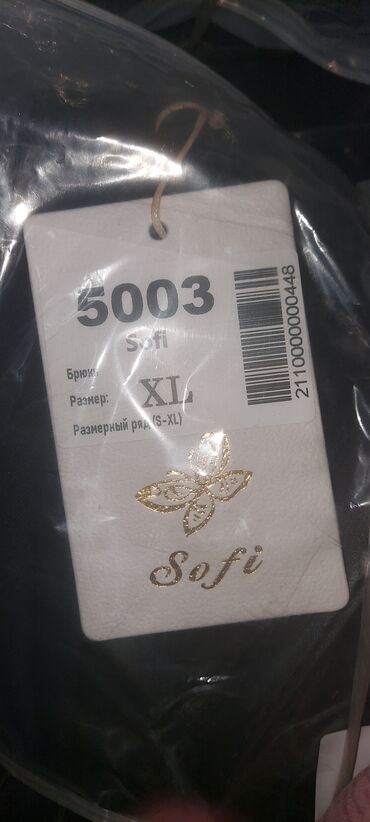 5003
Sofi
Брюки
Размер: XL
Размерный ряд (S-XL)
2110000000448
Sofi